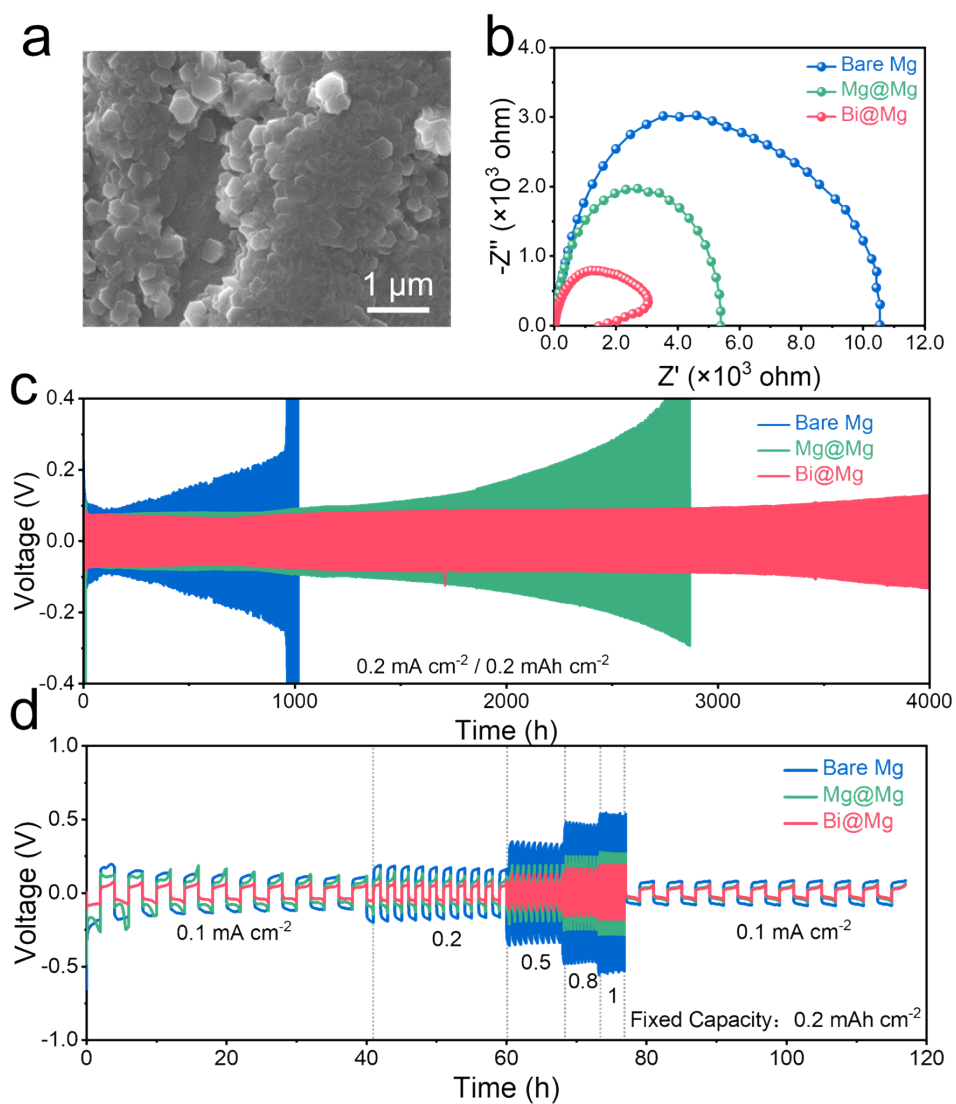 a
1 μm
b
-Z" (×10³ ohm)
4.0
3.0
2.0
1.0
0.0
Bare Mg
Mg@Mg
Bi@Mg
0.0 2.0 4.0 6.0 8.0 10.0 12.0
Z' (×10³ ohm)
c
Voltage (V)
0.4
0.2
0.0
-0.2
-0.4
Bare Mg
Mg@Mg
Bi@Mg
0.2 mA cm⁻² / 0.2 mAh cm⁻²
0 1000 2000 3000 4000
Time (h)
d
Voltage (V)
1.0
0.5
0.0
-0.5
-1.0
Bare Mg
Mg@Mg
Bi@Mg
0.1 mA cm⁻²
0.2
0.5
0.8
1
0.1 mA cm⁻²
Fixed Capacity：0.2 mAh cm⁻²
0 20 40 60 80 100 120
Time (h)